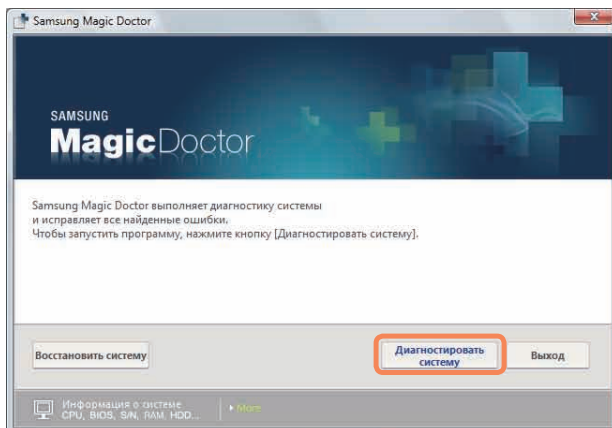 Samsung Magic Doctor
SAMSUNG
MagicDoctor
Samsung Magic Doctor выполняет диагностику системы
и исправляет все найденные ошибки.
Чтобы запустить программу, нажмите кнопку [Диагностировать систему].
Восстановить систему
Диагностировать
систему
Выход
Информация о системе
CPU, BIOS, S/N, RAM, HDD...
More